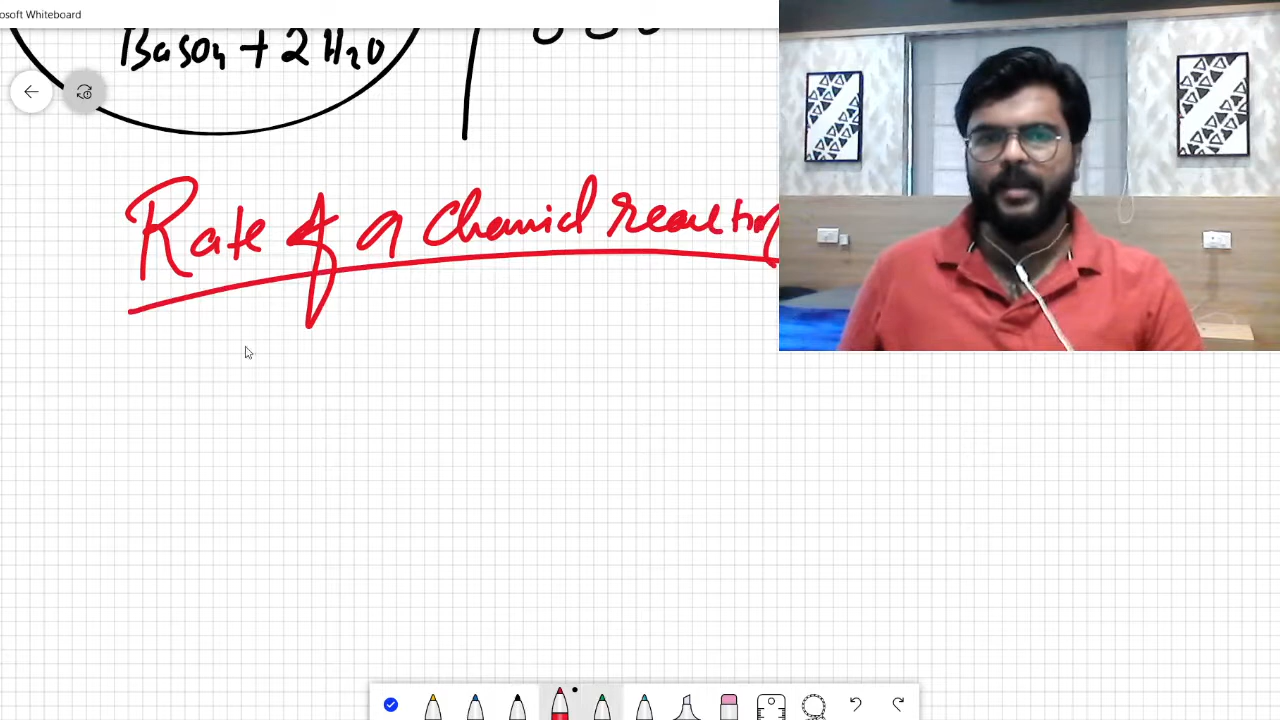 osoft Whiteboard
BaSO4 + 2 H2O
Rate of a Chemical reaction